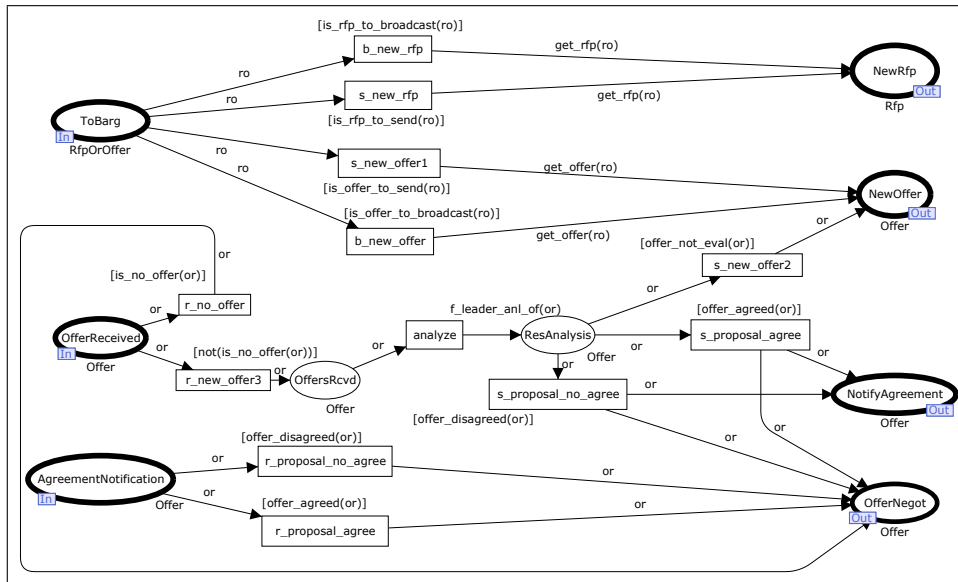 [is_rfp_to_broadcast(ro)]
b_new_rfp
get_rfp(ro)
ro
NewRfp
Out
Rfp
ro
s_new_rfp
get_rfp(ro)
[is_rfp_to_send(ro)]
ToBarg
In
RfpOrOffer
ro
s_new_offer1
get_offer(ro)
[is_offer_to_send(ro)]
ro
NewOffer
Out
Offer
[is_offer_to_broadcast(ro)]
b_new_offer
get_offer(ro)
or
[offer_not_eval(or)]
s_new_offer2
or
[is_no_offer(or)]
or
r_no_offer
or
f_leader_anl_of(or)
[offer_agreed(or)]
OfferReceived
In
Offer
analyze
ResAnalysis
Offer
or
s_proposal_agree
or
[not(is_no_offer(or))]
or
or
r_new_offer3
or
OffersRcvd
Offer
or
s_proposal_no_agree
or
NotifyAgreement
Out
Offer
[offer_disagreed(or)]
or
or
[offer_disagreed(or)]
or
r_proposal_no_agree
or
AgreementNotification
In
Offer
or
[offer_agreed(or)]
r_proposal_agree
or
OfferNegot
Out
Offer